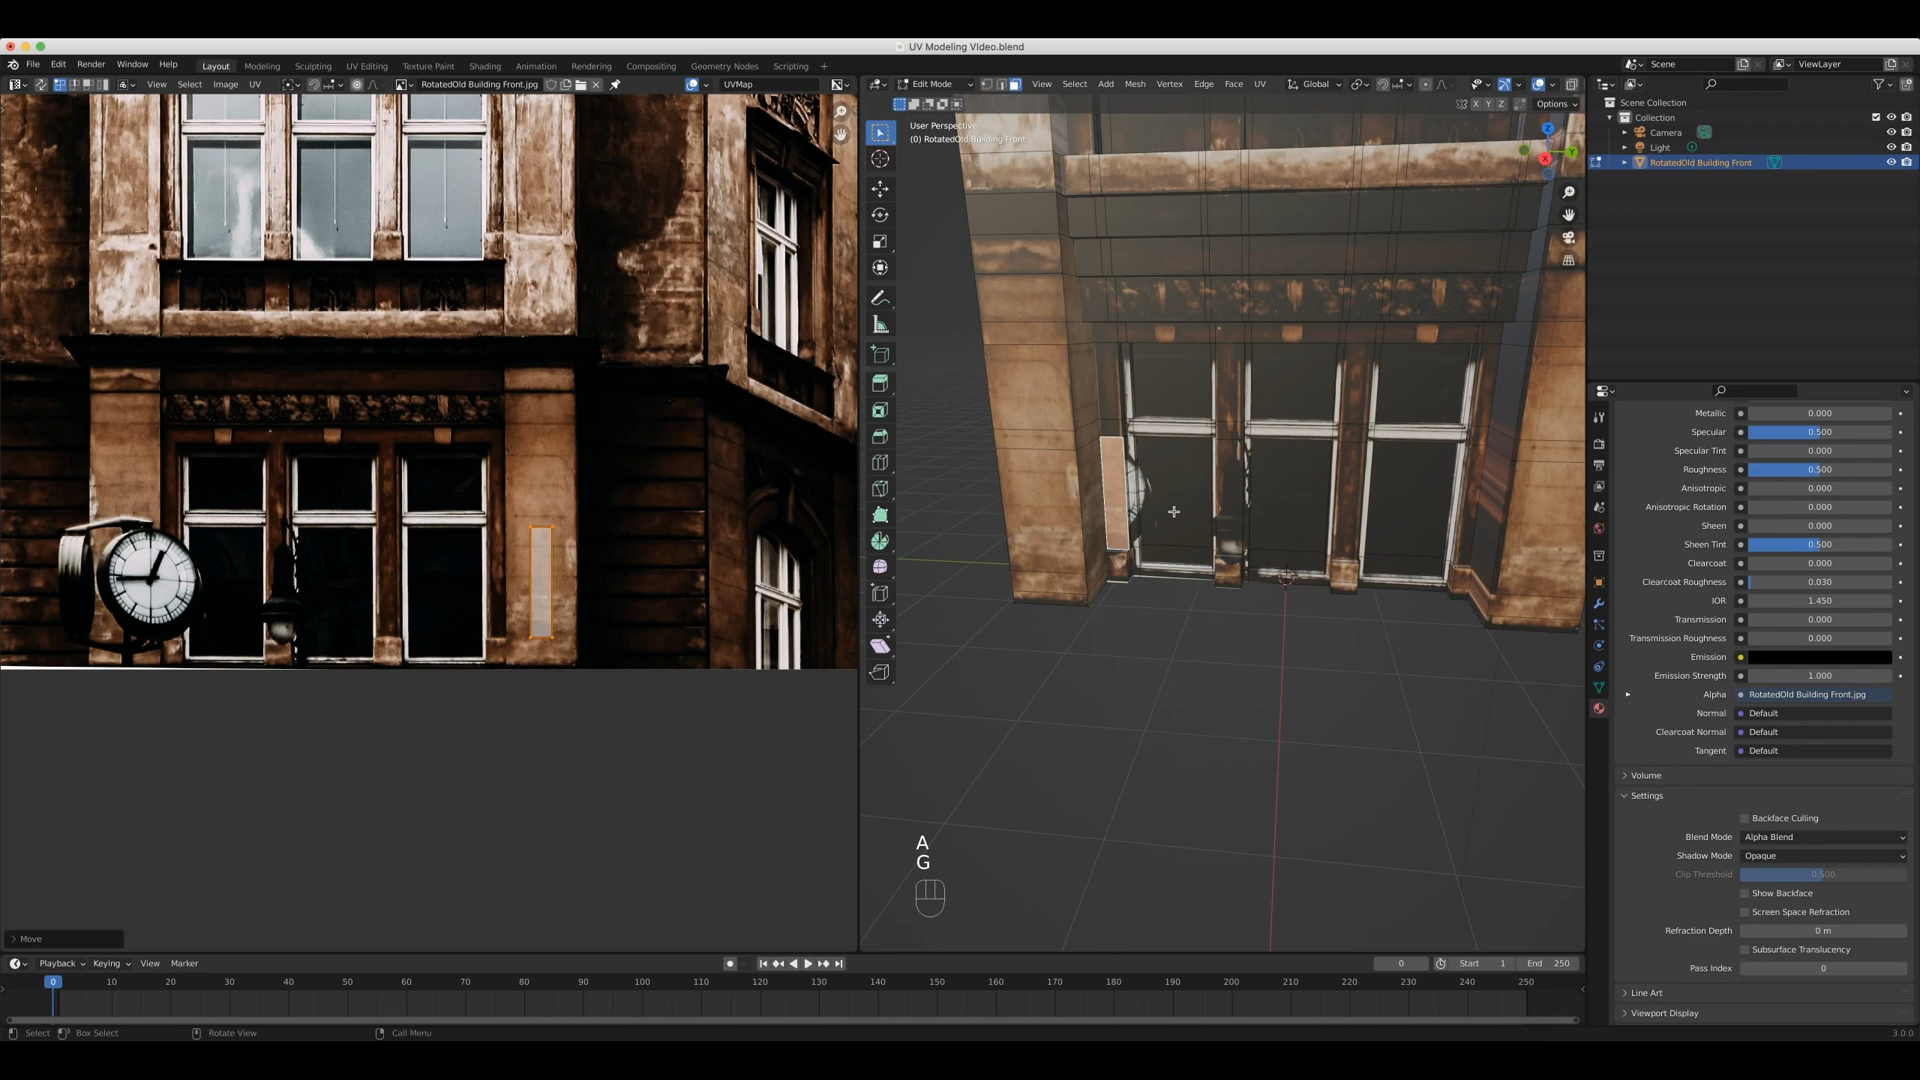 UV Modeling VIdeo.blend
File Edit Render Window Help Layout Modeling Sculpting UV Editing Texture Paint Shading Animation Rendering Compositing Geometry Nodes Scripting + Scene ViewLayer
View Select Image UV RotatedOld Building Front.jpg UVMap Edit Mode View Select Add Mesh Vertex Edge Face UV Global
X Y Z Options
User Perspective
(0) RotatedOld Building Front
Z
Y
X
Scene Collection
Collection
Camera
Light
RotatedOld Building Front
Metallic 0.000
Specular 0.500
Specular Tint 0.000
Roughness 0.500
Anisotropic 0.000
Anisotropic Rotation 0.000
Sheen 0.000
Sheen Tint 0.500
Clearcoat 0.000
Clearcoat Roughness 0.030
IOR 1.450
Transmission 0.000
Transmission Roughness 0.000
Emission
Emission Strength 1.000
Alpha RotatedOld Building Front.jpg
Normal Default
Clearcoat Normal Default
Tangent Default
Volume
Settings
Backface Culling
Blend Mode Alpha Blend
Shadow Mode Opaque
Clip Threshold 0.500
Show Backface
Screen Space Refraction
Refraction Depth 0 m
Subsurface Translucency
Pass Index 0
Line Art
Viewport Display
A
G
Move
Playback Keying View Marker 0 Start 1 End 250
0 10 20 30 40 50 60 70 80 90 100 110 120 130 140 150 160 170 180 190 200 210 220 230 240 250
Select Box Select Rotate View Call Menu 3.0.0